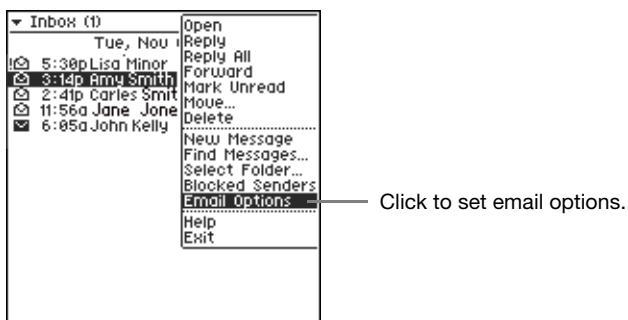 Inbox (1)
Tue, Nov
5:30p Lisa Minor
3:14p Amy Smith
2:41p Carles Smit
11:56a Jane Jone
6:05a John Kelly
Open
Reply
Reply All
Forward
Mark Unread
Move...
Delete
New Message
Find Messages...
Select Folder...
Blocked Senders
Email Options
Help
Exit
Click to set email options.